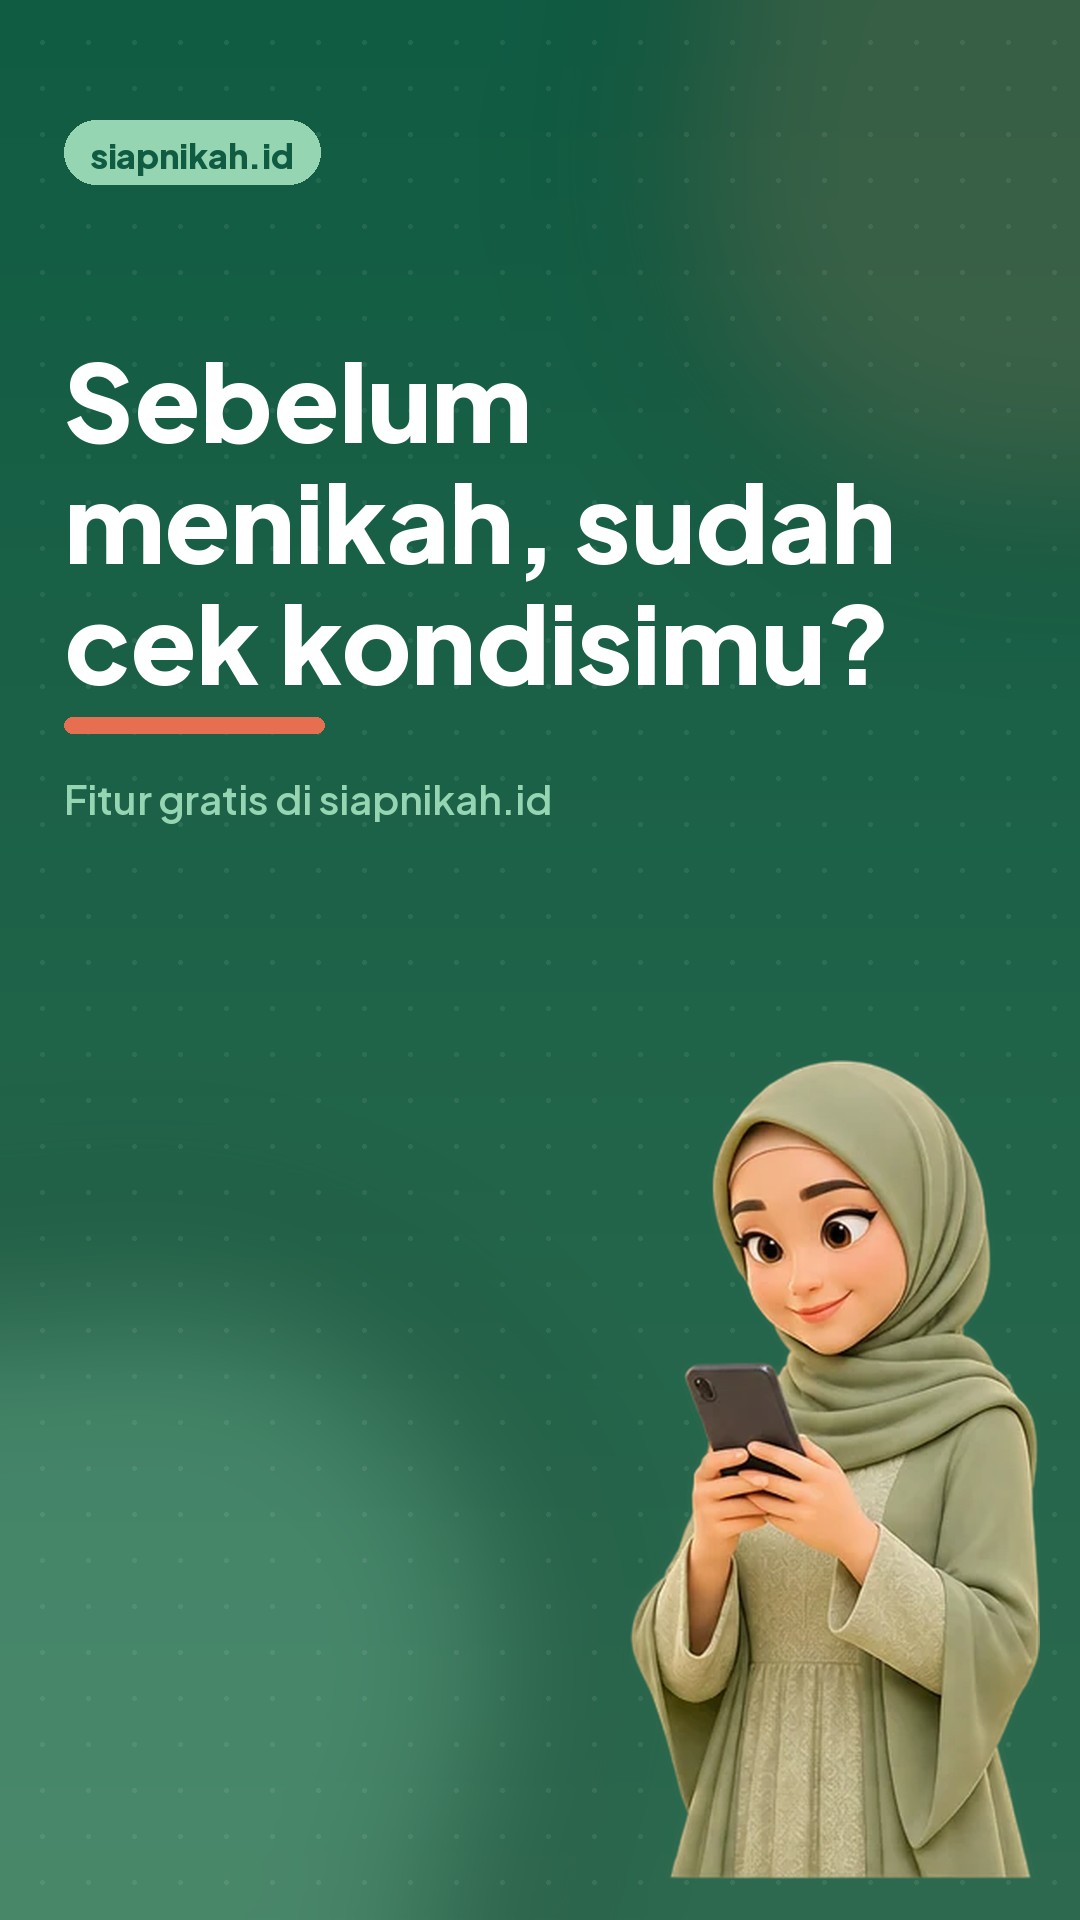 siapnikah.id
Sebelum
menikah, sudah
cek kondisimu?
Fitur gratis di siapnikah.id